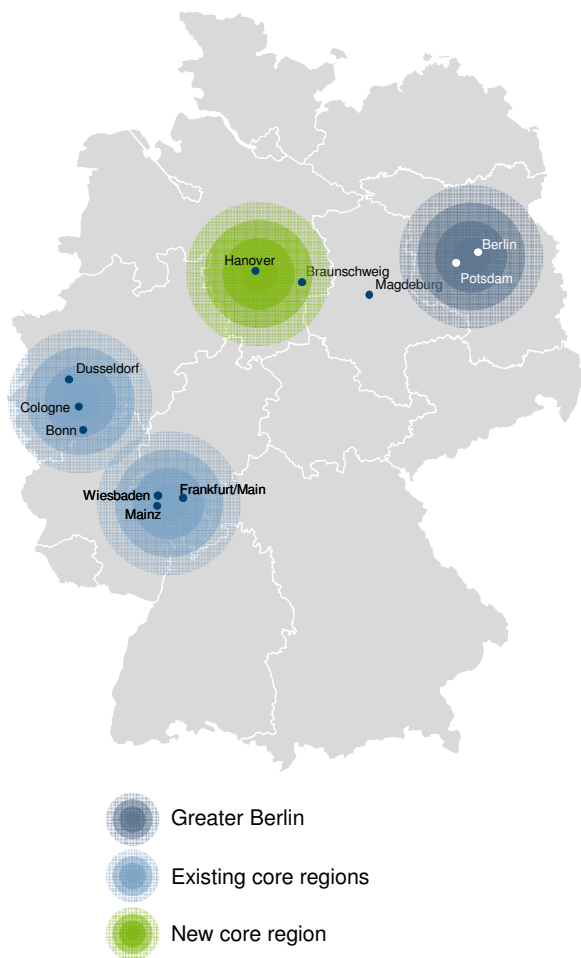 Berlin
Hanover
Braunschweig
Potsdam
Magdeburg
Dusseldorf
Cologne
Bonn
Wiesbaden
Frankfurt/Main
Mainz
Greater Berlin
Existing core regions
New core region